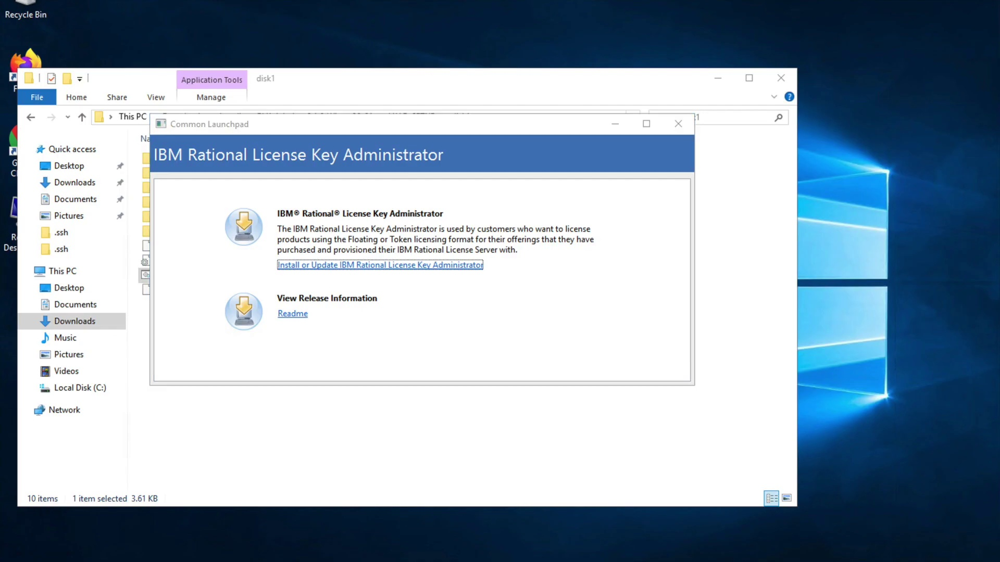 Recycle Bin
Application Tools
disk1
File
Home
Share
View
Manage
This PC
Common Launchpad
IBM Rational License Key Administrator
Na
Quick access
Desktop
Downloads
Documents
Pictures
.ssh
.ssh
This PC
Desktop
Documents
Downloads
Music
Pictures
Videos
Local Disk (C:)
Network
IBM® Rational® License Key Administrator
The IBM Rational License Key Administrator is used by customers who want to license
products using the Floating or Token licensing format for their offerings that they have
purchased and provisioned their IBM Rational License Server with.
Install or Update IBM Rational License Key Administrator
View Release Information
Readme
10 items
1 item selected 3.61 KB